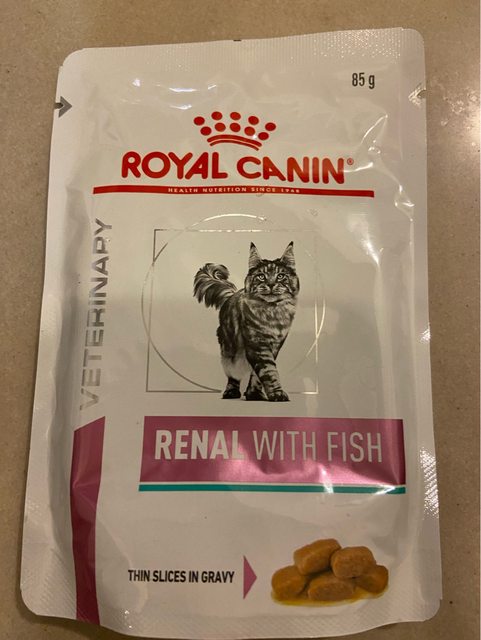 85 g
ROYAL CANIN®
HEALTH NUTRITION SINCE 1968
VETERINARY
RENAL WITH FISH
THIN SLICES IN GRAVY